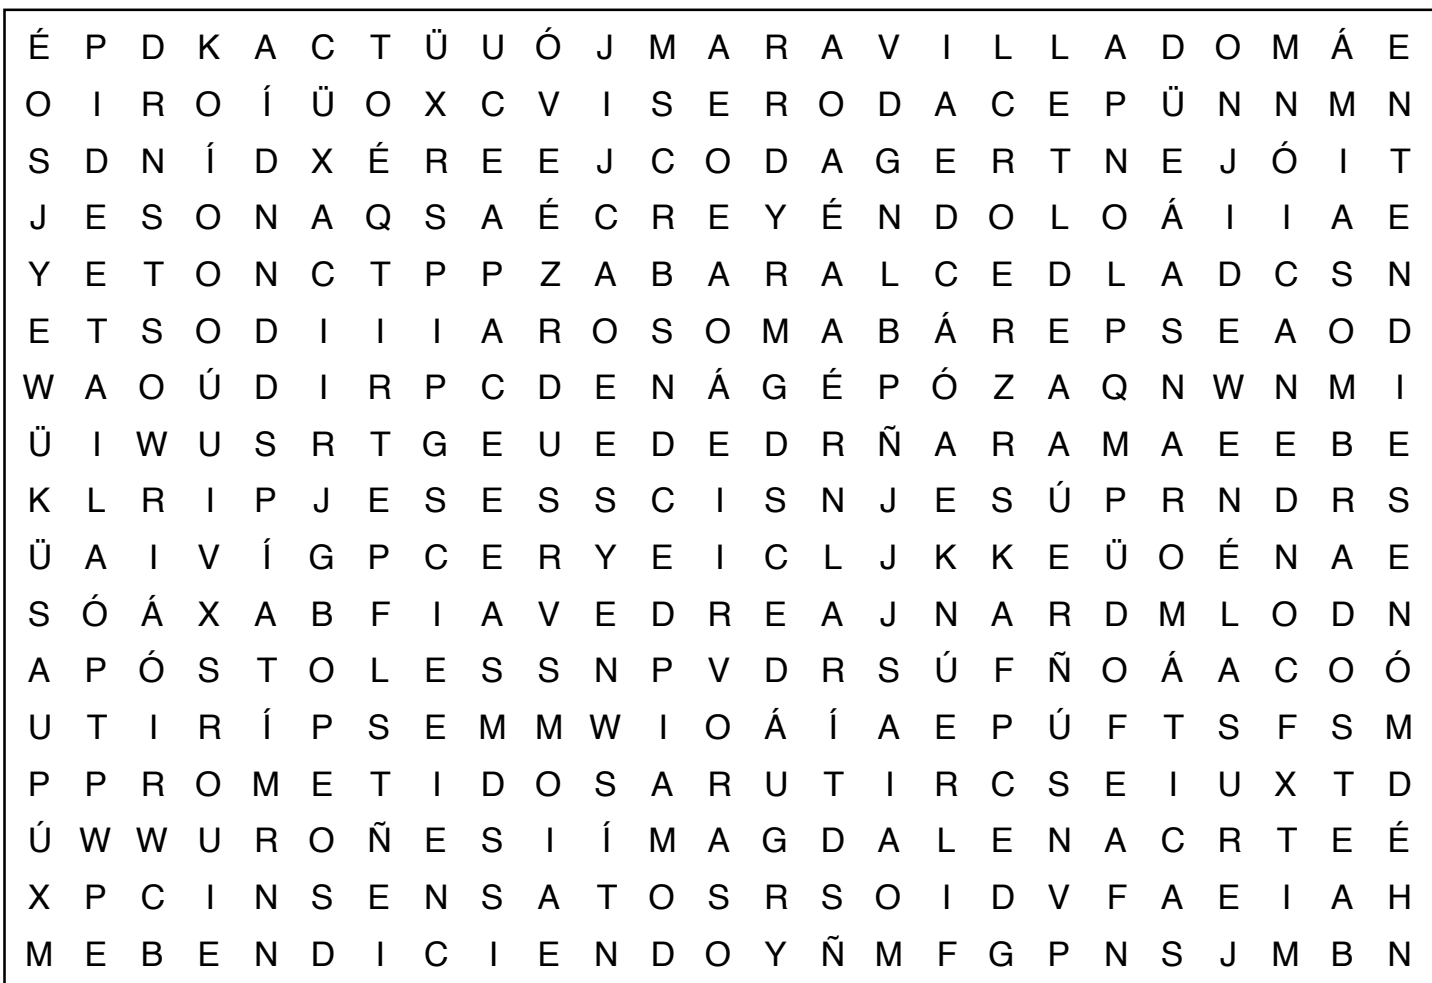 É P D K A C T Ü U Ó J M A R A V I L L A D O M Á E
O I R O Í Ü O X C V I S E R O D A C E P Ü N N M N
S D N Í D X É R E E J C O D A G E R T N E J Ó I T
J E S O N A Q S A É C R E Y É N D O L O Á I I A E
Y E T O N C T P P Z A B A R A L C E D L A D C S N
E T S O D I I I A R O S O M A B Á R E P S E A O D
W A O Ú D I R P C D E N Á G É P Ó Z A Q N W N M I
Ü I W U S R T G E U E D E D R Ñ A R A M A E E B E
K L R I P J E S E S S C I S N J E S Ú P R N D R S
Ü A I V Í G P C E R Y E I C L J K K E Ü O É N A E
S Ó Á X A B F I A V E D R E A J N A R D M L O D N
A P Ó S T O L E S S N P V D R S Ú F Ñ O Á A C O Ó
U T I R Í P S E M M W I O Á Í A E P Ú F T S F S M
P P R O M E T I D O S A R U T I R C S E I U X T D
Ú W W U R O Ñ E S I Í M A G D A L E N A C R T E É
X P C I N S E N S A T O S R S O I D V F A E I A H
M E B E N D I C I E N D O Y Ñ M F G P N S J M B N